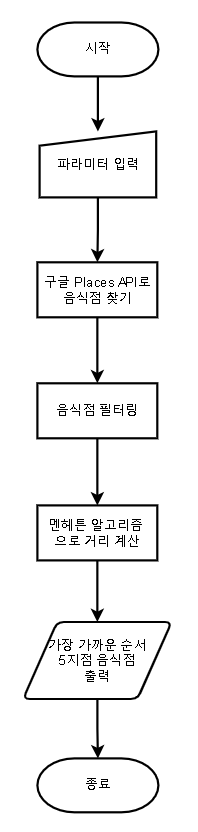 시작
파라미터 입력
구글 Places API로
음식점 찾기
음식점 필터링
멘헤튼 알고리즘
으로 거리 계산
가장 가까운 순서
5지점 음식점
출력
종료